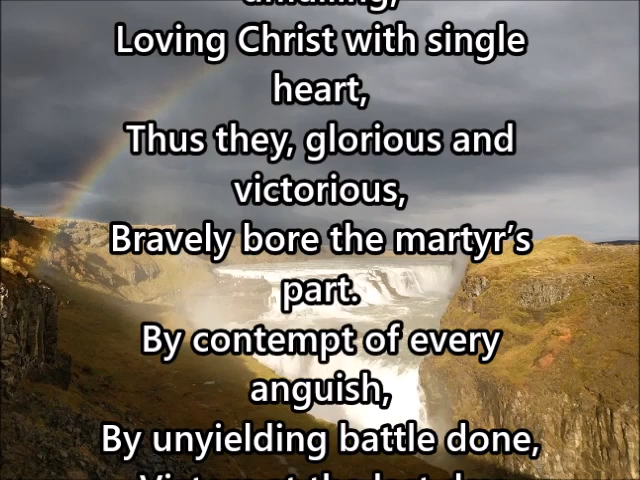 Loving Christ with single
heart,
Thus they, glorious and
victorious,
Bravely bore the martyr’s
part.
By contempt of every
anguish,
By unyielding battle done,